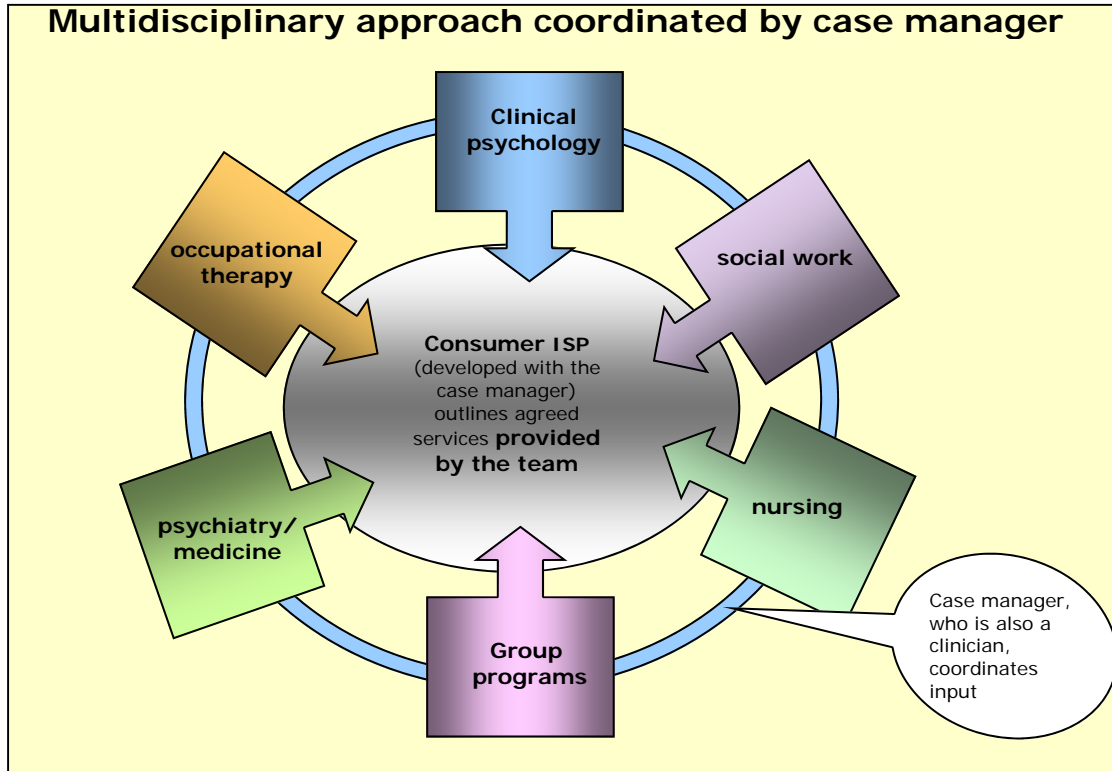 Multidisciplinary approach coordinated by case manager
Clinical
psychology
occupational
therapy
social work
Consumer ISP
(developed with the
case manager)
outlines agreed
services provided
by the team
psychiatry/
medicine
nursing
Group
programs
Case manager,
who is also a
clinician,
coordinates
input